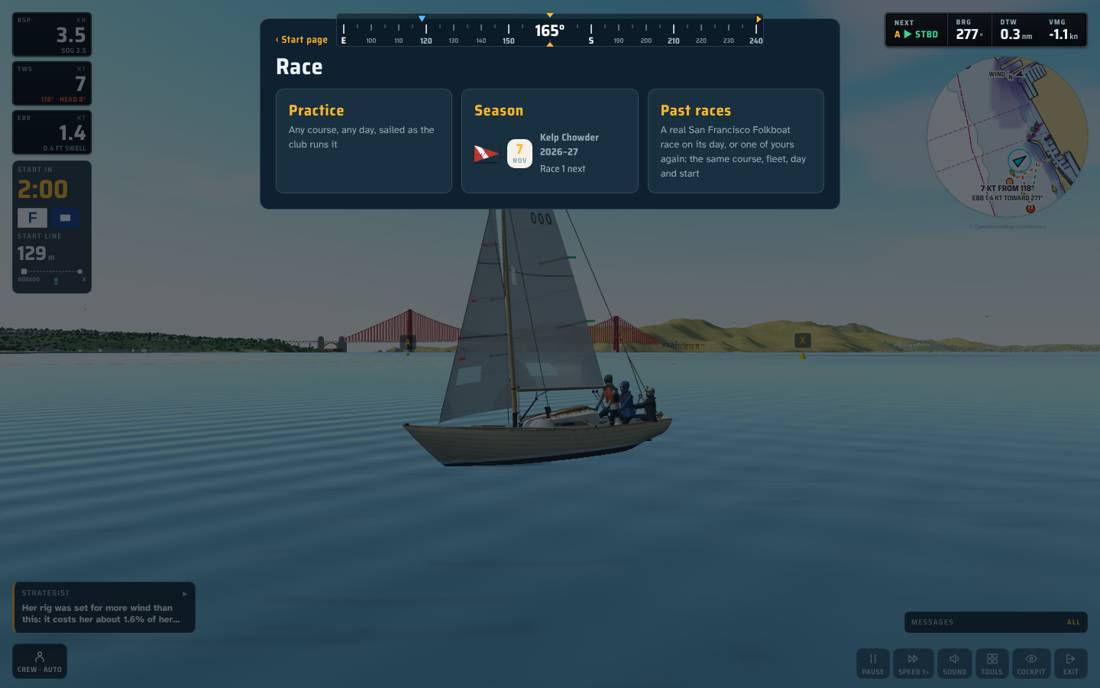 BSP KN
3.5
SOG 3.5
TWS KT
7
118° HEAD 8°
EBB KT
1.4
0.4 FT SWELL
START IN
2:00
F
START LINE
129 m
X
‹ Start page
E 100 110 120 130 140 150 165° S 190 200 210 220 230 240
Race
Practice
Any course, any day, sailed as the
club runs it
Season
7
NOV
Kelp Chowder
2026–27
Race 1 next
Past races
A real San Francisco Folkboat
race on its day, or one of yours
again: the same course, fleet, day
and start
NEXT BRG DTW VMG
A ▶ STBD 277° 0.3 nm -1.1 kn
WIND N
7 KT FROM 118°
EBB 1.4 KT TOWARD 271°
000
A
X
STRATEGIST ▸
Her rig was set for more wind than
this: it costs her about 1.6% of her...
CREW · AUTO
MESSAGES ALL
PAUSE SPEED 1× SOUND TOOLS COCKPIT EXIT